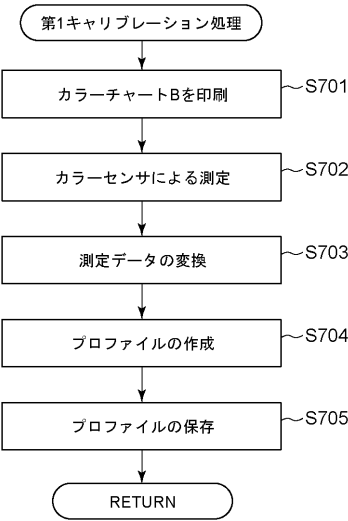 第1キャリブレーション処理
カラーチャートBを印刷
S701
カラーセンサによる測定
S702
測定データの変換
S703
プロファイルの作成
S704
プロファイルの保存
S705
RETURN